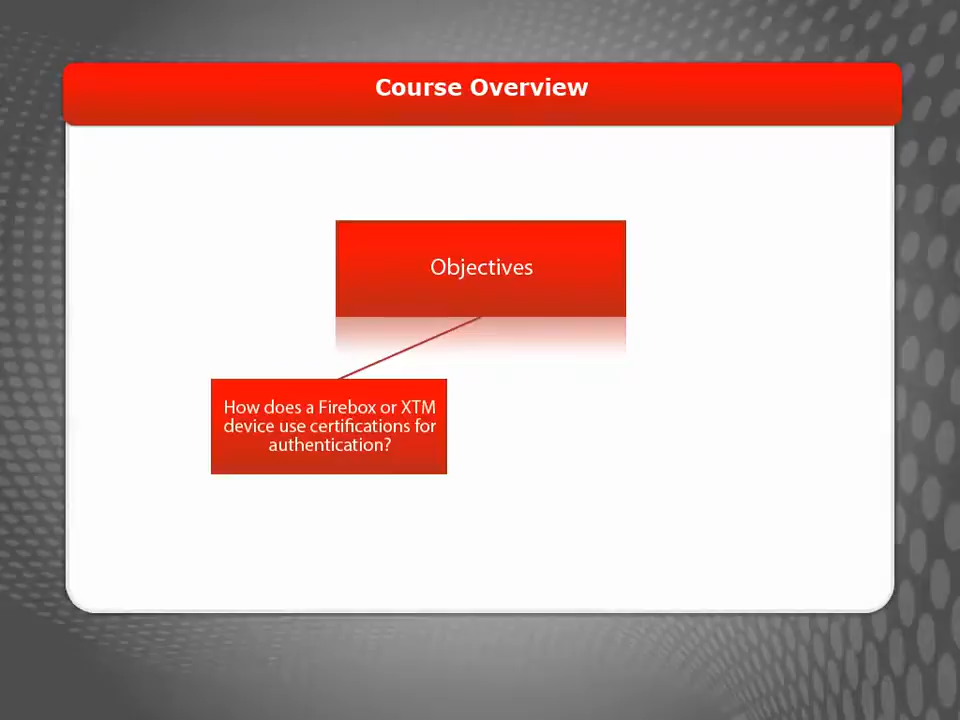 Course Overview
Objectives
How does a Firebox or XTM
device use certifications for
authentication?